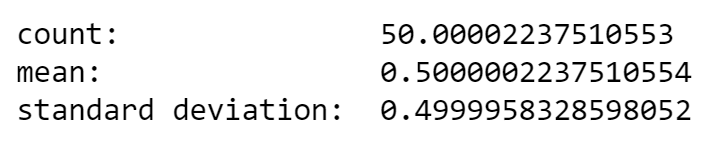 count: 50.00002237510553
mean: 0.5000002237510554
standard deviation: 0.4999958328598052